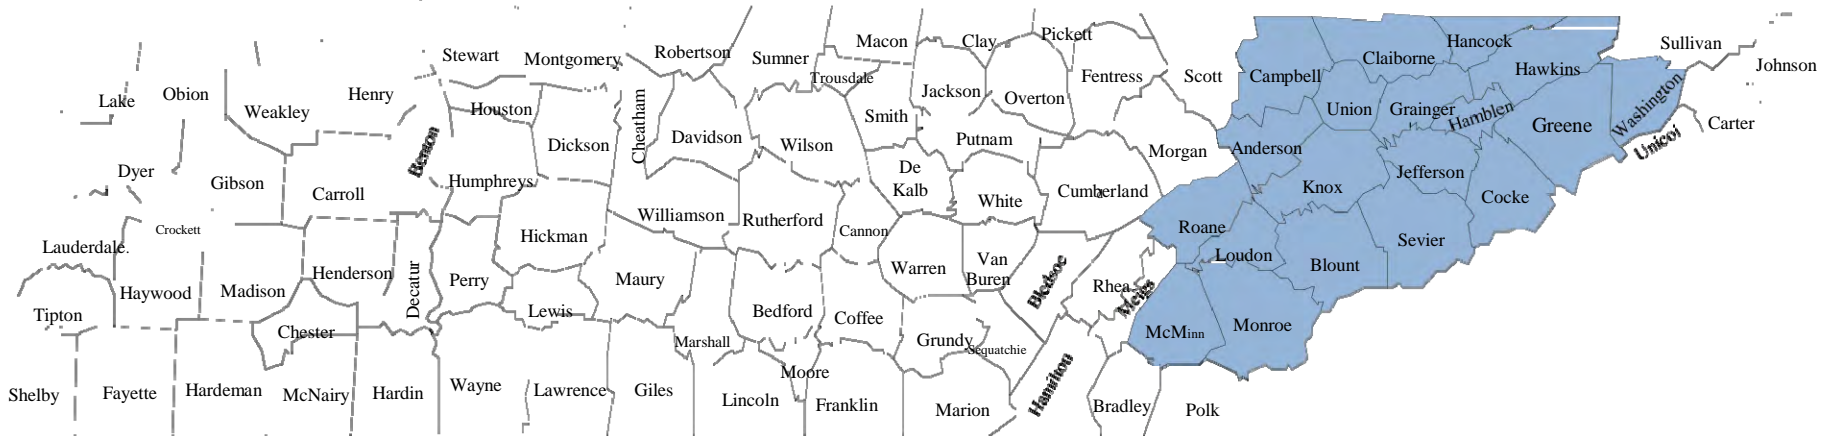 Stewart
Montgomery
Robertson
Sumner
Macon
Clay
Pickett
Hancock
Sullivan
Johnson
Lake
Obion
Weakley
Henry
Houston
Cheatham
Trousdale
Jackson
Overton
Fentress
Scott
Campbell
Claiborne
Hawkins
Washington
Carter
Unicoi
Benton
Dickson
Davidson
Wilson
Smith
Putnam
Morgan
Anderson
Union
Grainger
Hamblen
Greene
Dyer
Gibson
Carroll
Humphreys
De
Kalb
White
Cumberland
Knox
Jefferson
Cocke
Crockett
Williamson
Rutherford
Cannon
Roane
Loudon
Sevier
Lauderdale.
Haywood
Madison
Henderson
Decatur
Perry
Hickman
Maury
Warren
Van
Buren
Bledsoe
Rhea
Meigs
Blount
Tipton
Chester
Lewis
Bedford
Coffee
Marshall
Grundy
Sequatchie
McMinn
Monroe
Shelby
Fayette
Hardeman
McNairy
Hardin
Wayne
Lawrence
Giles
Lincoln
Moore
Franklin
Marion
Hamilton
Bradley
Polk